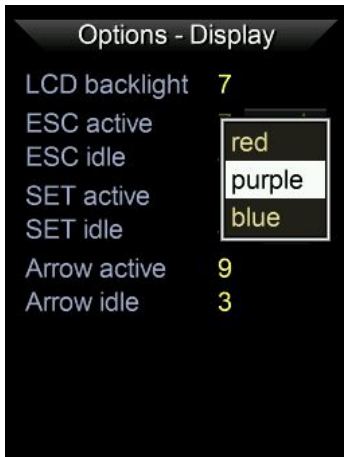 Options - Display
LCD backlight 7
ESC active
red
ESC idle
purple
SET active
blue
SET idle
Arrow active 9
Arrow idle 3